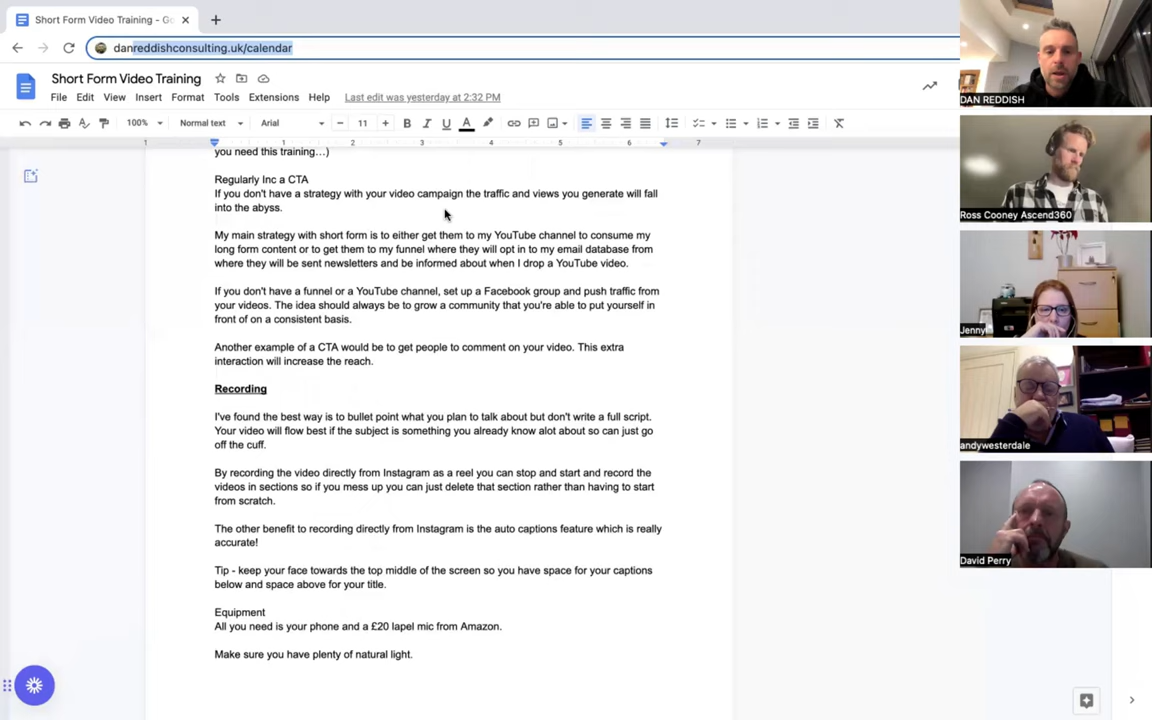 Short Form Video Training - Go
danreddishconsulting.uk/calendar
Short Form Video Training
File Edit View Insert Format Tools Extensions Help Last edit was yesterday at 2:32 PM
100% Normal text Arial 11 B I U A
1 1 2 3 4 5 6 7
you need this training…)
Regularly Inc a CTA
If you don't have a strategy with your video campaign the traffic and views you generate will fall
into the abyss.
My main strategy with short form is to either get them to my YouTube channel to consume my
long form content or to get them to my funnel where they will opt in to my email database from
where they will be sent newsletters and be informed about when I drop a YouTube video.
If you don't have a funnel or a YouTube channel, set up a Facebook group and push traffic from
your videos. The idea should always be to grow a community that you're able to put yourself in
front of on a consistent basis.
Another example of a CTA would be to get people to comment on your video. This extra
interaction will increase the reach.
Recording
I've found the best way is to bullet point what you plan to talk about but don't write a full script.
Your video will flow best if the subject is something you already know alot about so can just go
off the cuff.
By recording the video directly from Instagram as a reel you can stop and start and record the
videos in sections so if you mess up you can just delete that section rather than having to start
from scratch.
The other benefit to recording directly from Instagram is the auto captions feature which is really
accurate!
Tip - keep your face towards the top middle of the screen so you have space for your captions
below and space above for your title.
Equipment
All you need is your phone and a £20 lapel mic from Amazon.
Make sure you have plenty of natural light.
DAN REDDISH
Ross Cooney Ascend360
Jenny
andywesterdale
David Perry